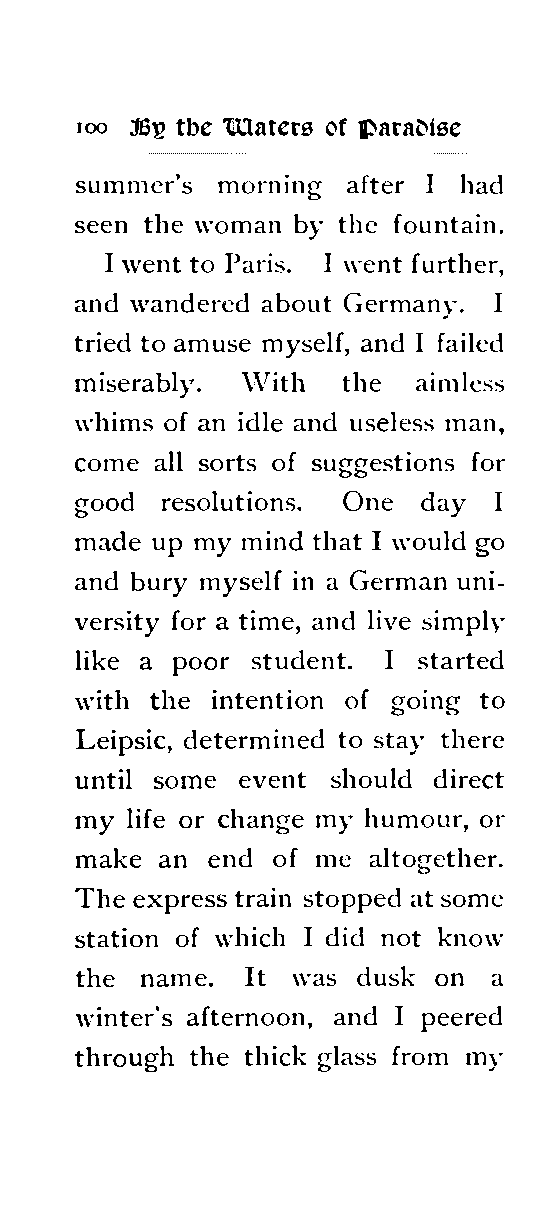 100 By the Waters of Paradise
summer's morning after I had
seen the woman by the fountain.
I went to Paris. I went further,
and wandered about Germany. I
tried to amuse myself, and I failed
miserably. With the aimless
whims of an idle and useless man,
come all sorts of suggestions for
good resolutions. One day I
made up my mind that I would go
and bury myself in a German uni-
versity for a time, and live simply
like a poor student. I started
with the intention of going to
Leipsic, determined to stay there
until some event should direct
my life or change my humour, or
make an end of me altogether.
The express train stopped at some
station of which I did not know
the name. It was dusk on a
winter's afternoon, and I peered
through the thick glass from my